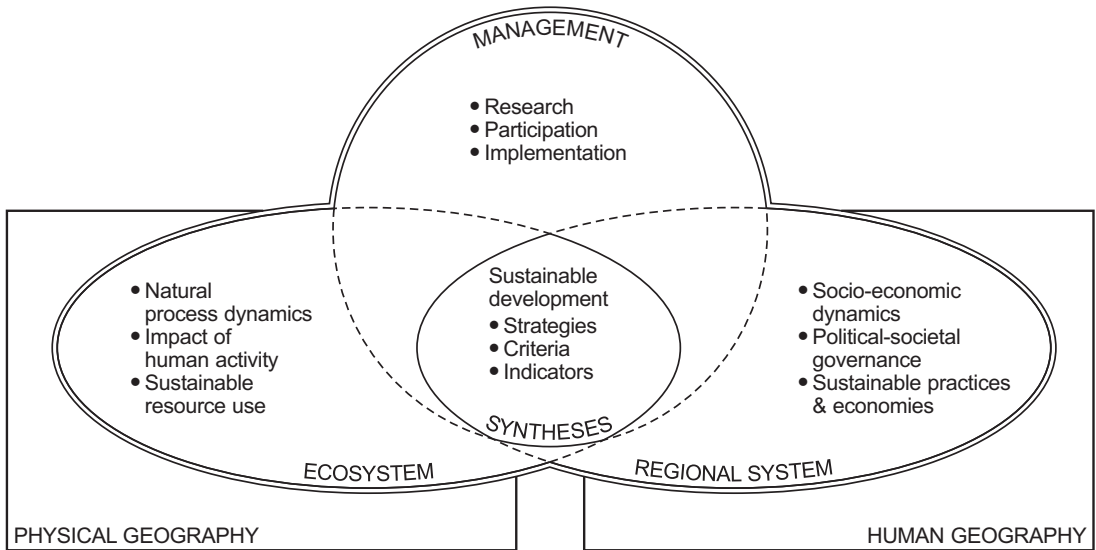 MANAGEMENT
• Research
• Participation
• Implementation
• Natural
process dynamics
• Impact of
human activity
• Sustainable
resource use
Sustainable
development
• Strategies
• Criteria
• Indicators
SYNTHESES
• Socio-economic
dynamics
• Political-societal
governance
• Sustainable practices
& economies
ECOSYSTEM
REGIONAL SYSTEM
PHYSICAL GEOGRAPHY
HUMAN GEOGRAPHY